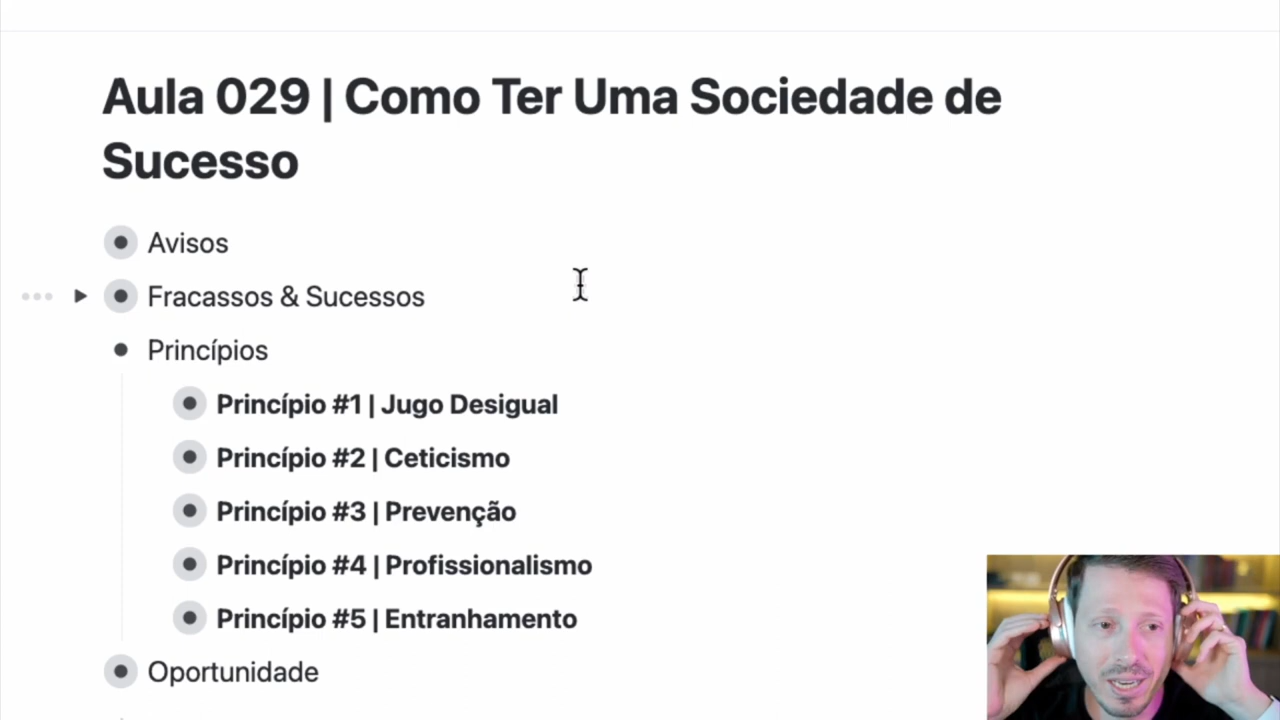 Aula 029 | Como Ter Uma Sociedade de
Sucesso
Avisos
Fracassos & Sucessos
Princípios
Princípio #1 | Jugo Desigual
Princípio #2 | Ceticismo
Princípio #3 | Prevenção
Princípio #4 | Profissionalismo
Princípio #5 | Entranhamento
Oportunidade